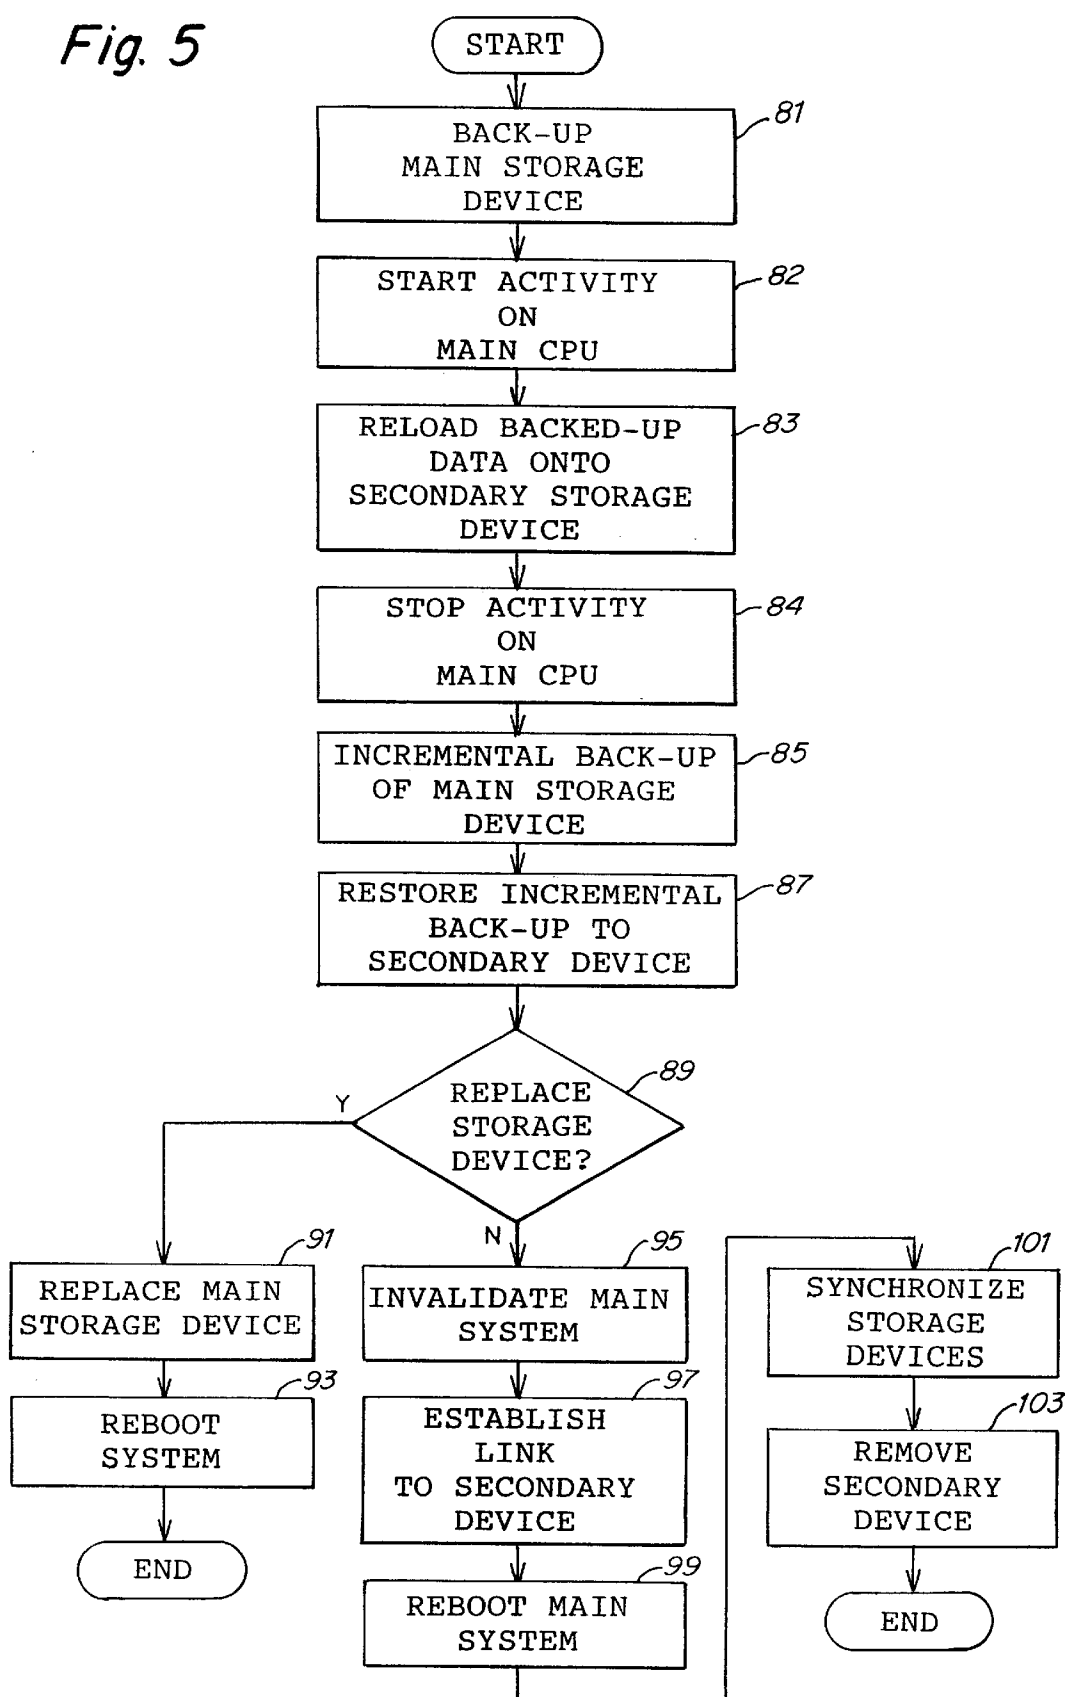 Fig. 5
START
81
BACK-UP
MAIN STORAGE
DEVICE
82
START ACTIVITY
ON
MAIN CPU
83
RELOAD BACKED-UP
DATA ONTO
SECONDARY STORAGE
DEVICE
84
STOP ACTIVITY
ON
MAIN CPU
85
INCREMENTAL BACK-UP
OF MAIN STORAGE
DEVICE
87
RESTORE INCREMENTAL
BACK-UP TO
SECONDARY DEVICE
89
REPLACE
STORAGE
DEVICE?
Y
N
91
REPLACE MAIN
STORAGE DEVICE
93
REBOOT
SYSTEM
END
95
INVALIDATE MAIN
SYSTEM
97
ESTABLISH
LINK
TO SECONDARY
DEVICE
99
REBOOT MAIN
SYSTEM
101
SYNCHRONIZE
STORAGE
DEVICES
103
REMOVE
SECONDARY
DEVICE
END